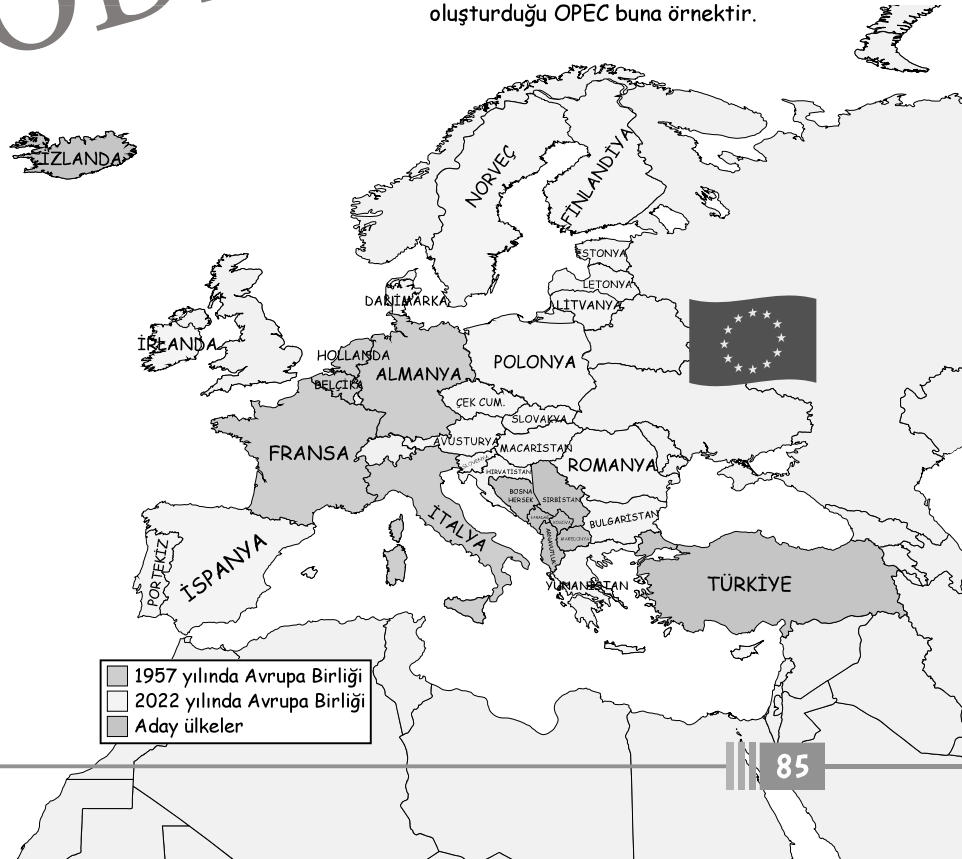 oluşturduğu OPEC buna örnektir.
İZLANDA
NORVEÇ
FİNLANDİYA
ESTONYA
LETONYA
LİTVANYA
DANİMARKA
İRLANDA
HOLLANDA
BELÇİKA
ALMANYA
POLONYA
ÇEK CUM.
SLOVAKYA
FRANSA
AVUSTURYA
MACARİSTAN
SLOVENYA
HIRVATİSTAN
ROMANYA
BOSNA
HERSEK
SIRBİSTAN
İTALYA
KARADAĞ
KOSOVA
BULGARİSTAN
MAKEDONYA
ARNAVUTLUK
PORTEKİZ
İSPANYA
YUNANİSTAN
TÜRKİYE
1957 yılında Avrupa Birliği
2022 yılında Avrupa Birliği
Aday ülkeler
85